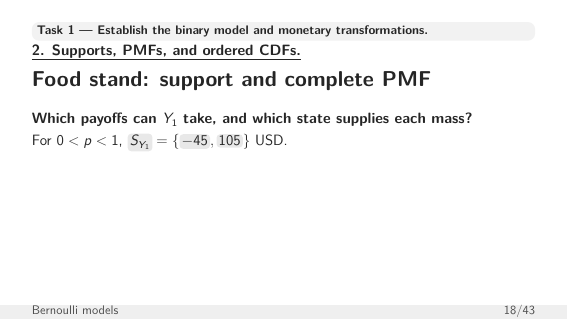 Task 1 — Establish the binary model and monetary transformations.
2. Supports, PMFs, and ordered CDFs.
Food stand: support and complete PMF
Which payoffs can Y₁ take, and which state supplies each mass?
For 0 < p < 1, S_{Y₁} = {−45, 105} USD.
Bernoulli models 18/43